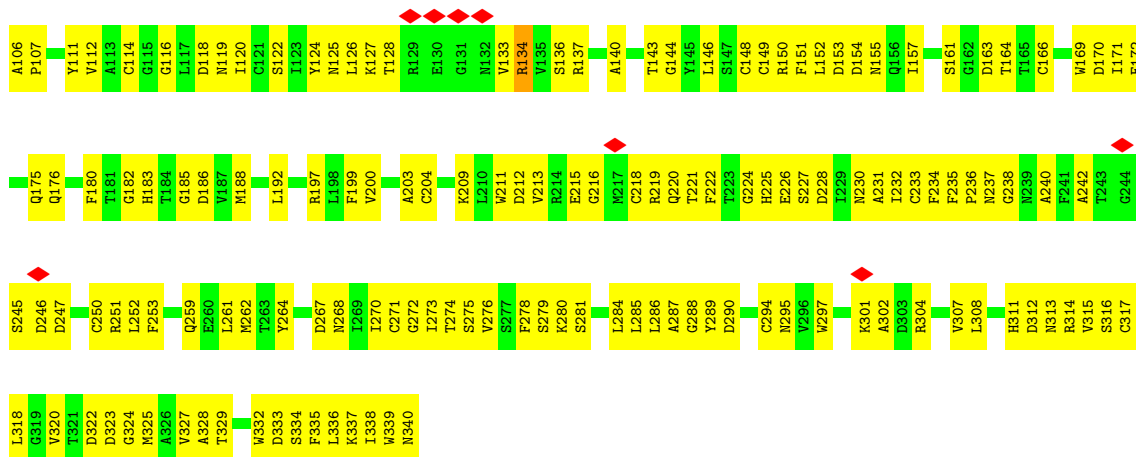 A106 P107 Y111 V112 A113 C114 G115 G116 L117 D118 N119 I120 C121 S122 I123 Y124 N125 L126 K127 T128 R129 E130 G131 N132 V133 R134 V135 S136 R137 A140 T143 G144 Y145 L146 S147 C148 C149 R150 F151 L152 D153 D154 N155 Q156 I157 S161 G162 D163 T164 T165 C166 W169 D170 I171 E172
Q175 Q176 F180 T181 G182 H183 T184 G185 D186 V187 M188 L192 R197 L198 F199 V200 A203 C204 K209 L210 W211 D212 V213 R214 E215 G216 M217 C218 R219 Q220 T221 F222 T223 G224 H225 E226 S227 D228 I229 N230 A231 I232 C233 F234 F235 P236 N237 G238 N239 A240 F241 A242 T243 G244
S245 D246 D247 C250 R251 L252 F253 Q259 E260 L261 M262 T263 Y264 D267 N268 I269 I270 C271 G272 I273 T274 S275 V276 S277 F278 S279 K280 S281 L284 L285 L286 A287 G288 Y289 D290 C294 N295 V296 W297 K301 A302 D303 R304 V307 L308 H311 D312 N313 R314 V315 S316 C317
L318 G319 V320 T321 D322 D323 G324 M325 A326 V327 A328 T329 W332 D333 S334 F335 L336 K337 I338 W339 N340